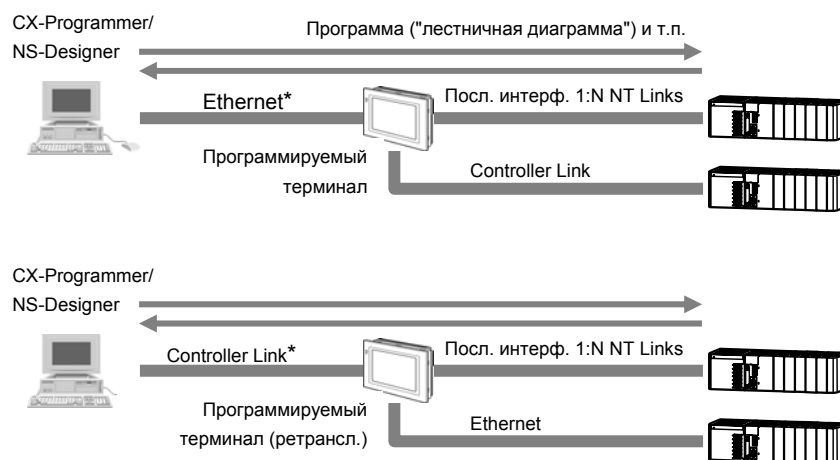 CX-Programmer/
NS-Designer
Программа ("лестничная диаграмма") и т.п.
Ethernet*
Посл. интерф. 1:N NT Links
Программируемый
терминал
Controller Link
CX-Programmer/
NS-Designer
Controller Link*
Посл. интерф. 1:N NT Links
Программируемый
терминал (ретрансл.)
Ethernet